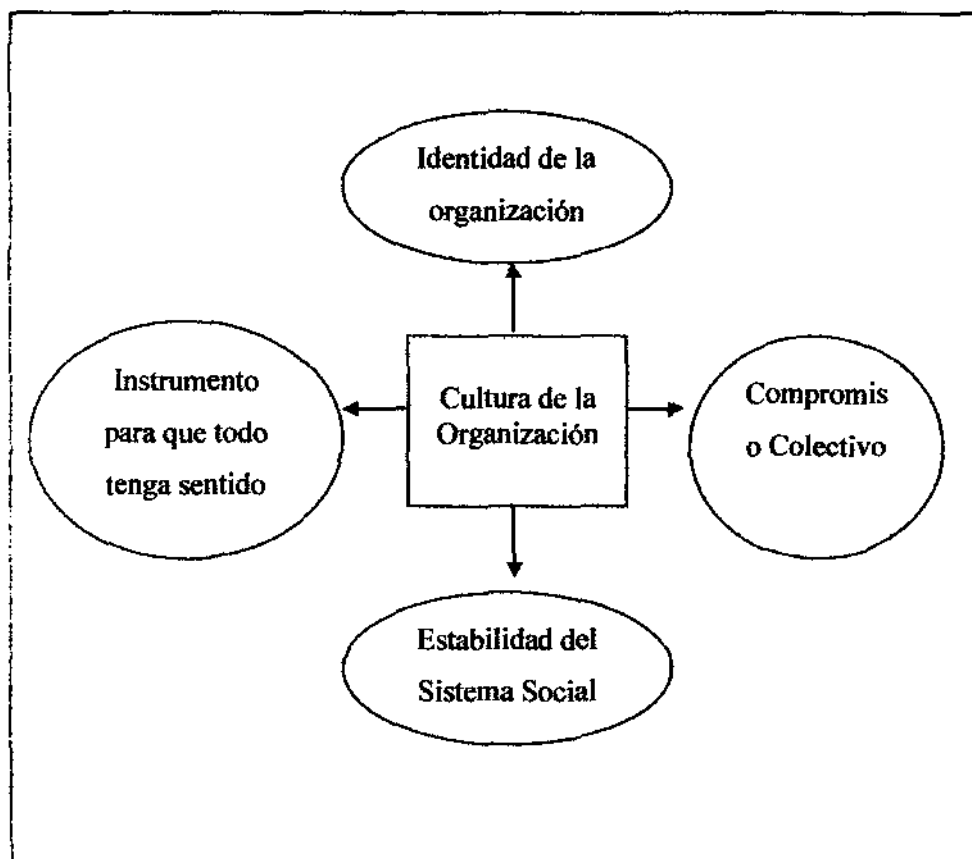 Identidad de la
organización
Instrumento
para que todo
tenga sentido
Cultura de la
Organización
Compromis
o Colectivo
Estabilidad del
Sistema Social